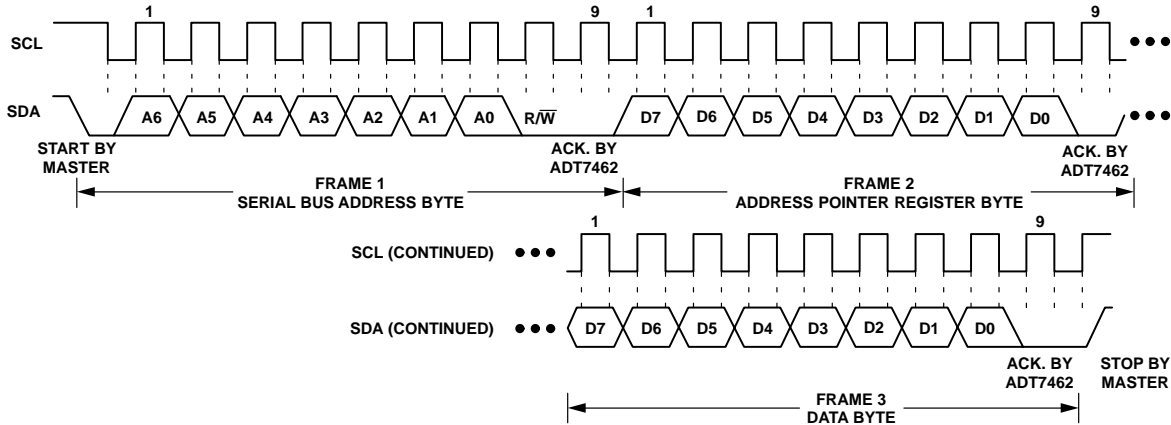 1 9 1 9
SCL
SDA A6 A5 A4 A3 A2 A1 A0 R/W̅ D7 D6 D5 D4 D3 D2 D1 D0
START BY
MASTER
ACK. BY
ADT7462
ACK. BY
ADT7462
FRAME 1
SERIAL BUS ADDRESS BYTE
FRAME 2
ADDRESS POINTER REGISTER BYTE
1 9
SCL (CONTINUED)
SDA (CONTINUED) D7 D6 D5 D4 D3 D2 D1 D0
ACK. BY
ADT7462
STOP BY
MASTER
FRAME 3
DATA BYTE